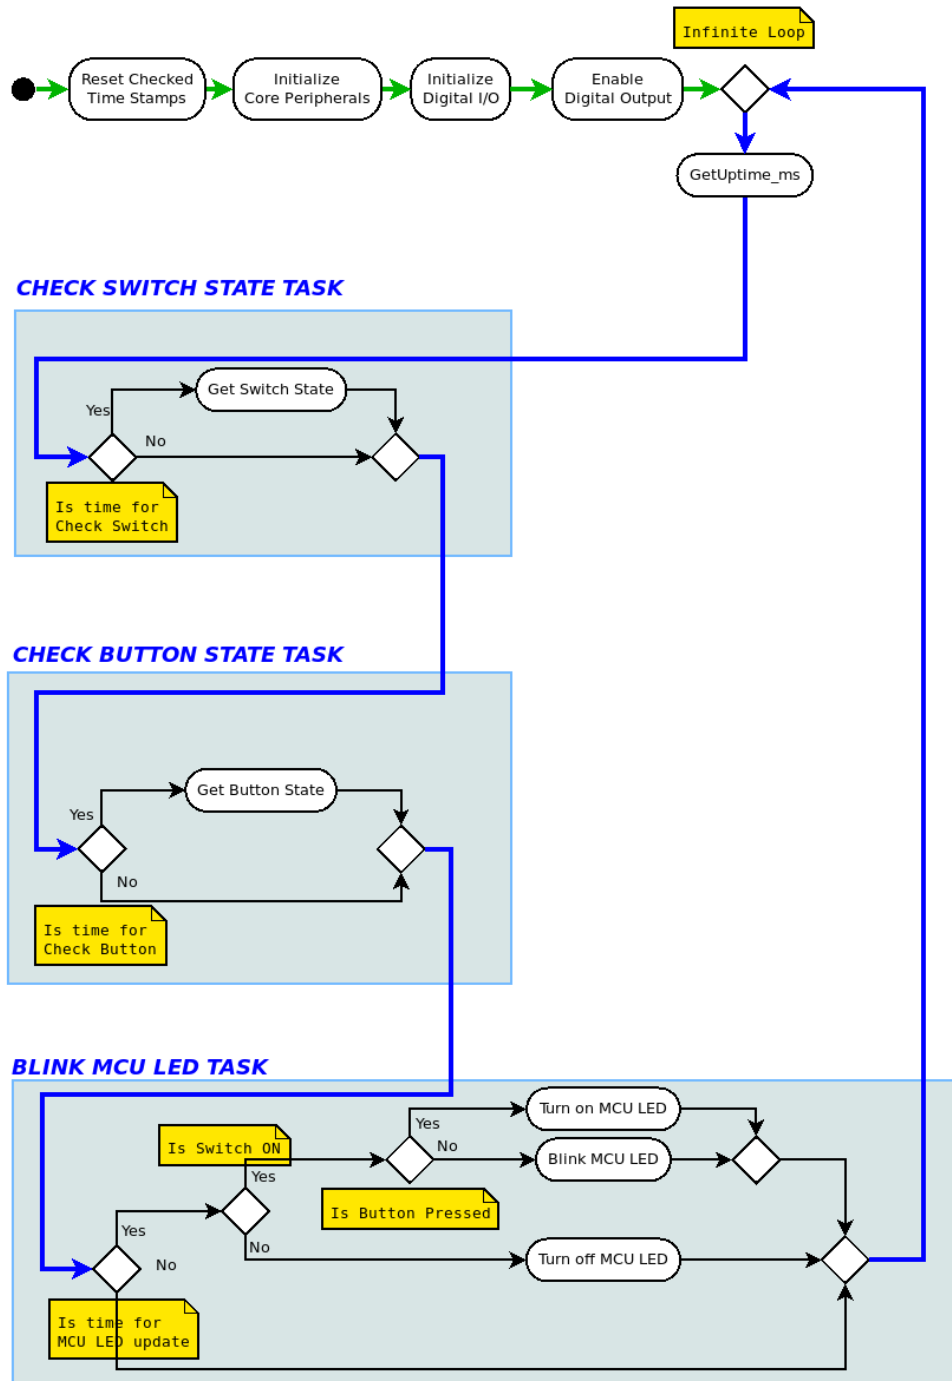 Infinite Loop
Reset Checked
Time Stamps
Initialize
Core Peripherals
Initialize
Digital I/O
Enable
Digital Output
GetUptime_ms
CHECK SWITCH STATE TASK
Get Switch State
Yes
No
Is time for
Check Switch
CHECK BUTTON STATE TASK
Get Button State
Yes
No
Is time for
Check Button
BLINK MCU LED TASK
Turn on MCU LED
Yes
Is Switch ON
No
Blink MCU LED
Yes
Is Button Pressed
Yes
No
Turn off MCU LED
No
Is time for
MCU LED update